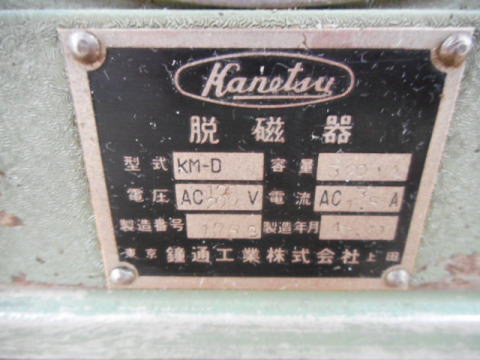 Kanetsu
脱磁器
型式 KM-D 容量
電圧 AC V 電流 AC A
製造番号 製造年月
東京 鐘通工業株式会社 上田